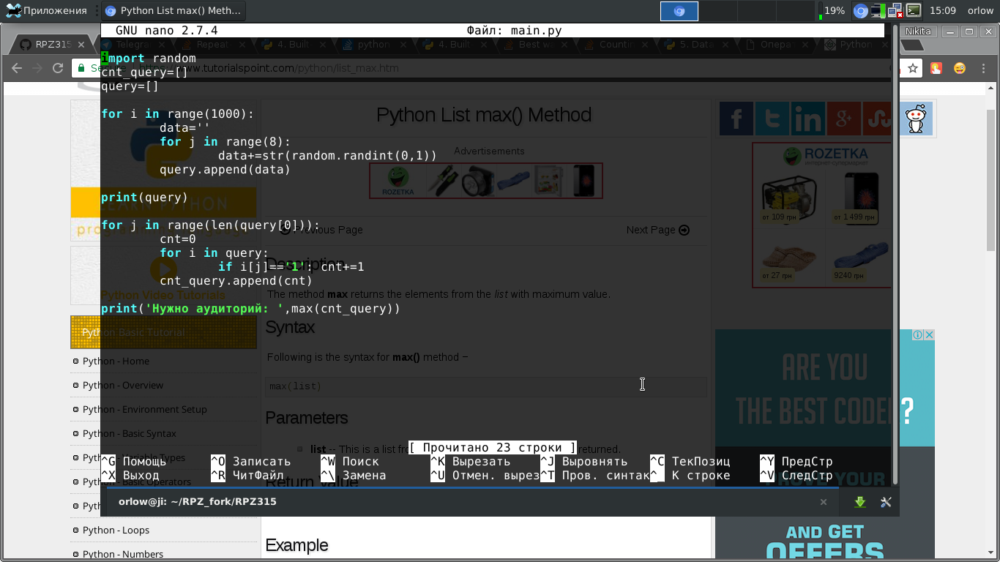 Приложения
Python List max() Meth...
19%
15:09
orlow
GNU nano 2.7.4
Файл: main.py
Nikita
RPZ315
Telegra
Repeat
4. Built
python
4. Built-
Best w
Countin
5. Data
Опера
Python
https://www.tutorialspoint.com/python/list_max.htm
import random
cnt_query=[]
query=[]
for i in range(1000):
data=''
for j in range(8):
data+=str(random.randint(0,1))
query.append(data)
print(query)
for j in range(len(query[0])):
cnt=0
for i in query:
if i[j]=='1': cnt+=1
cnt_query.append(cnt)
print('Нужно аудиторий: ',max(cnt_query))
[ Прочитано 23 строки ]
^G Помощь
^O Записать
^W Поиск
^K Вырезать
^J Выровнять
^C ТекПозиц
^Y ПредСтр
^X Выход
^R ЧитФайл
^\ Замена
^U Отмен. вырез
^T Пров. синтак
^_ К строке
^V СледСтр
orlow@ji: ~/RPZ_fork/RPZ315
Python List max() Method
Advertisements
ROZETKA
Previous Page
Next Page
Description
The method max returns the elements from the list with maximum value.
Syntax
Following is the syntax for max() method −
max(list)
Parameters
list -- This is a list fro
returned.
Return Value
Example
LEARN PYTHON
Python Video Tutorials
Python Basic Tutorial
Python - Home
Python - Overview
Python - Environment Setup
Python - Basic Syntax
Python - Variable Types
Python - Basic Operators
Python - Loops
Python - Numbers
ROZETKA
интернет-супермаркет
от 109 грн
от 1 499 грн
от 27 грн
9240 грн
ARE YOU
THE BEST CODER?
PROVE YOUR
AND GET
OFFERS